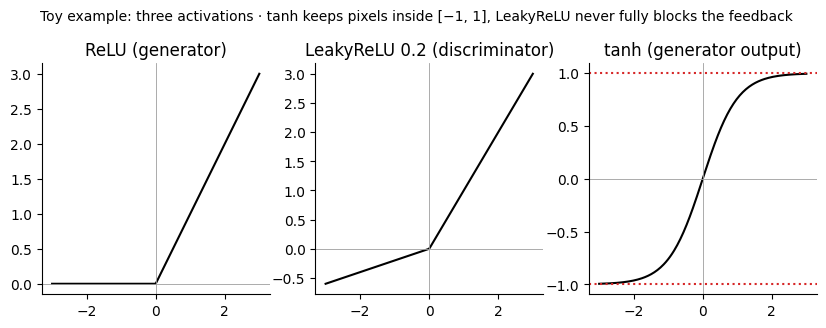 Toy example: three activations · tanh keeps pixels inside [−1, 1], LeakyReLU never fully blocks the feedback
ReLU (generator)
3.0
2.5
2.0
1.5
1.0
0.5
0.0
−2 0 2
LeakyReLU 0.2 (discriminator)
3.0
2.5
2.0
1.5
1.0
0.5
0.0
−0.5
−2 0 2
tanh (generator output)
1.0
0.5
0.0
−0.5
−1.0
−2 0 2